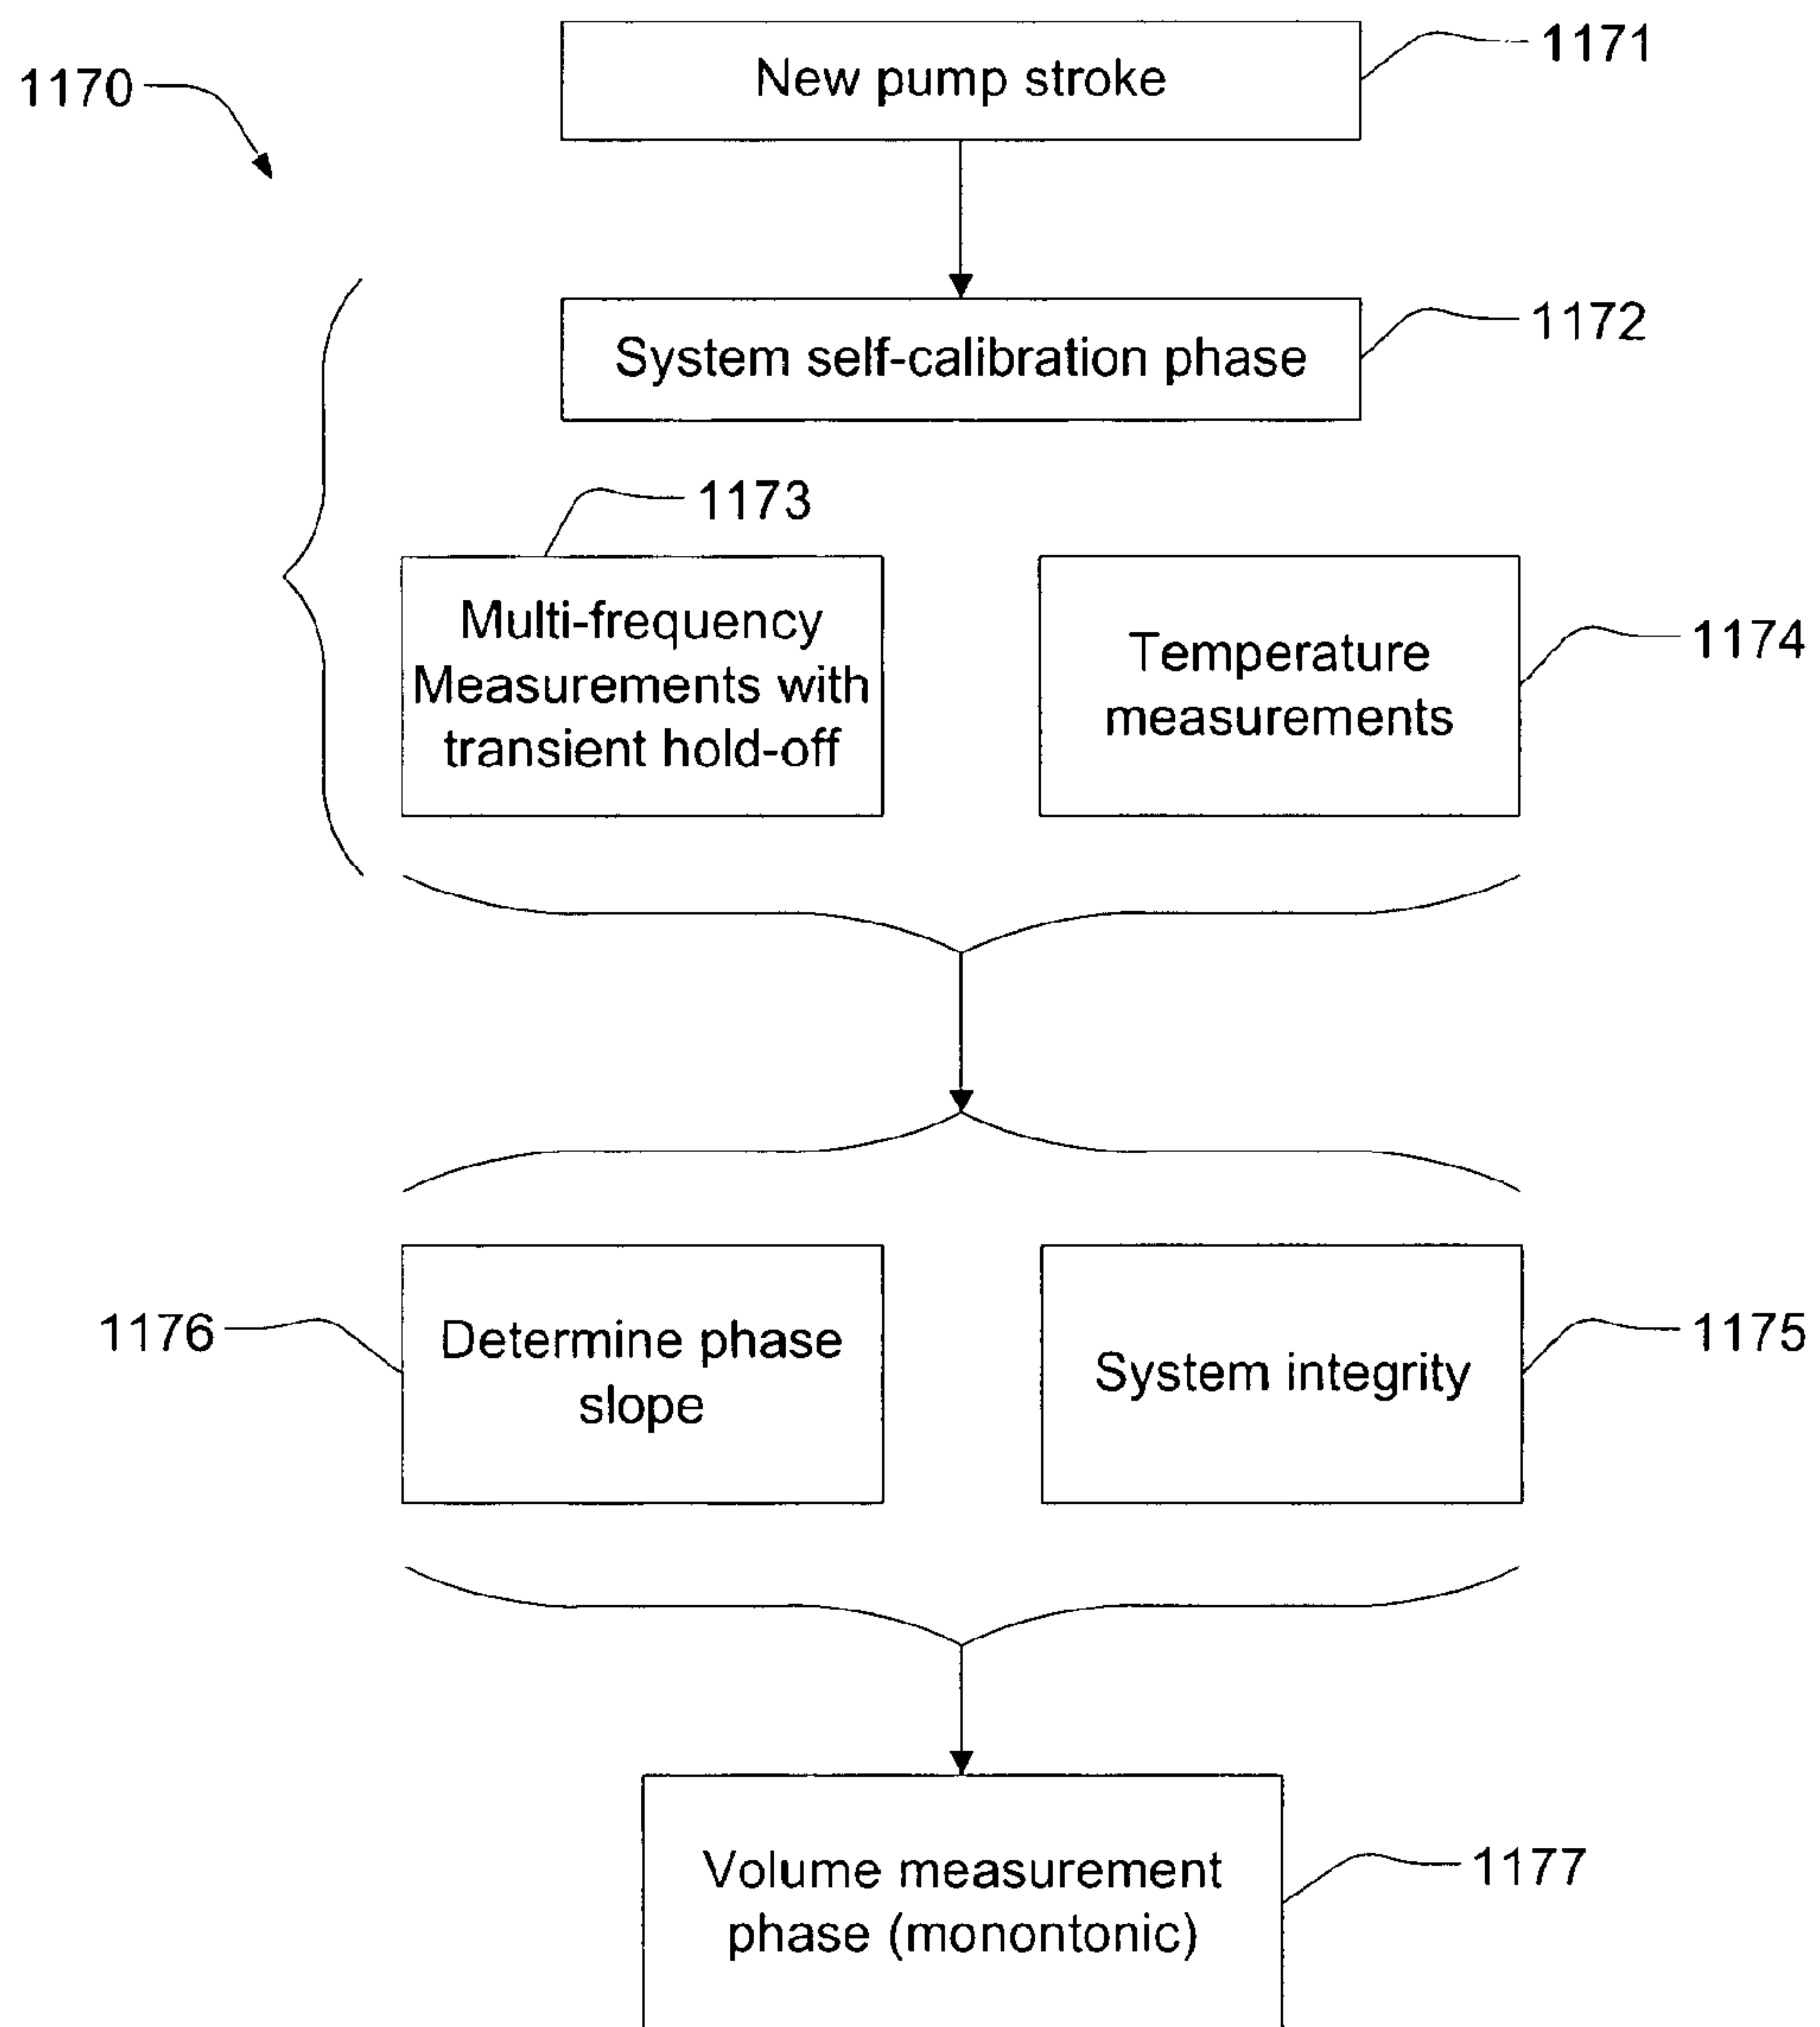 1170
New pump stroke
1171
System self-calibration phase
1172
1173
Multi-frequency
Measurements with
transient hold-off
Temperature
measurements
1174
1176
Determine phase
slope
System integrity
1175
Volume measurement
phase (monontonic)
1177